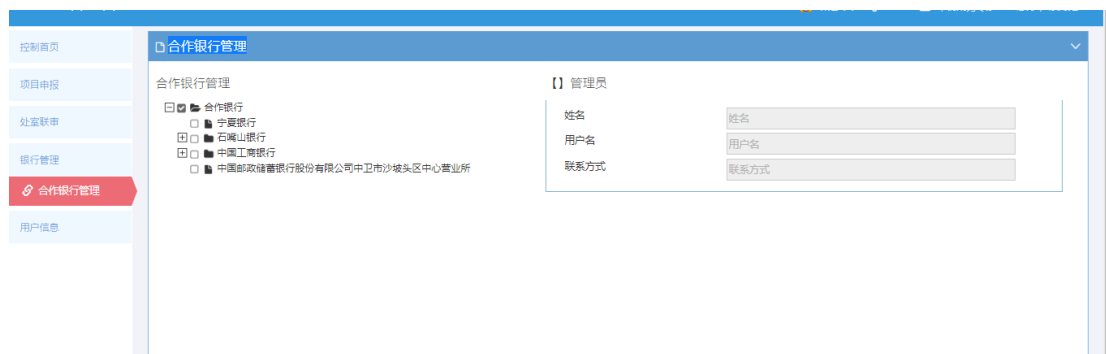 控制首页
项目申报
处室联审
银行管理
合作银行管理
用户信息
合作银行管理
合作银行管理
合作银行
宁夏银行
石嘴山银行
中国工商银行
中国邮政储蓄银行股份有限公司中卫市沙坡头区中心营业所
【】管理员
姓名 姓名
用户名 用户名
联系方式 联系方式